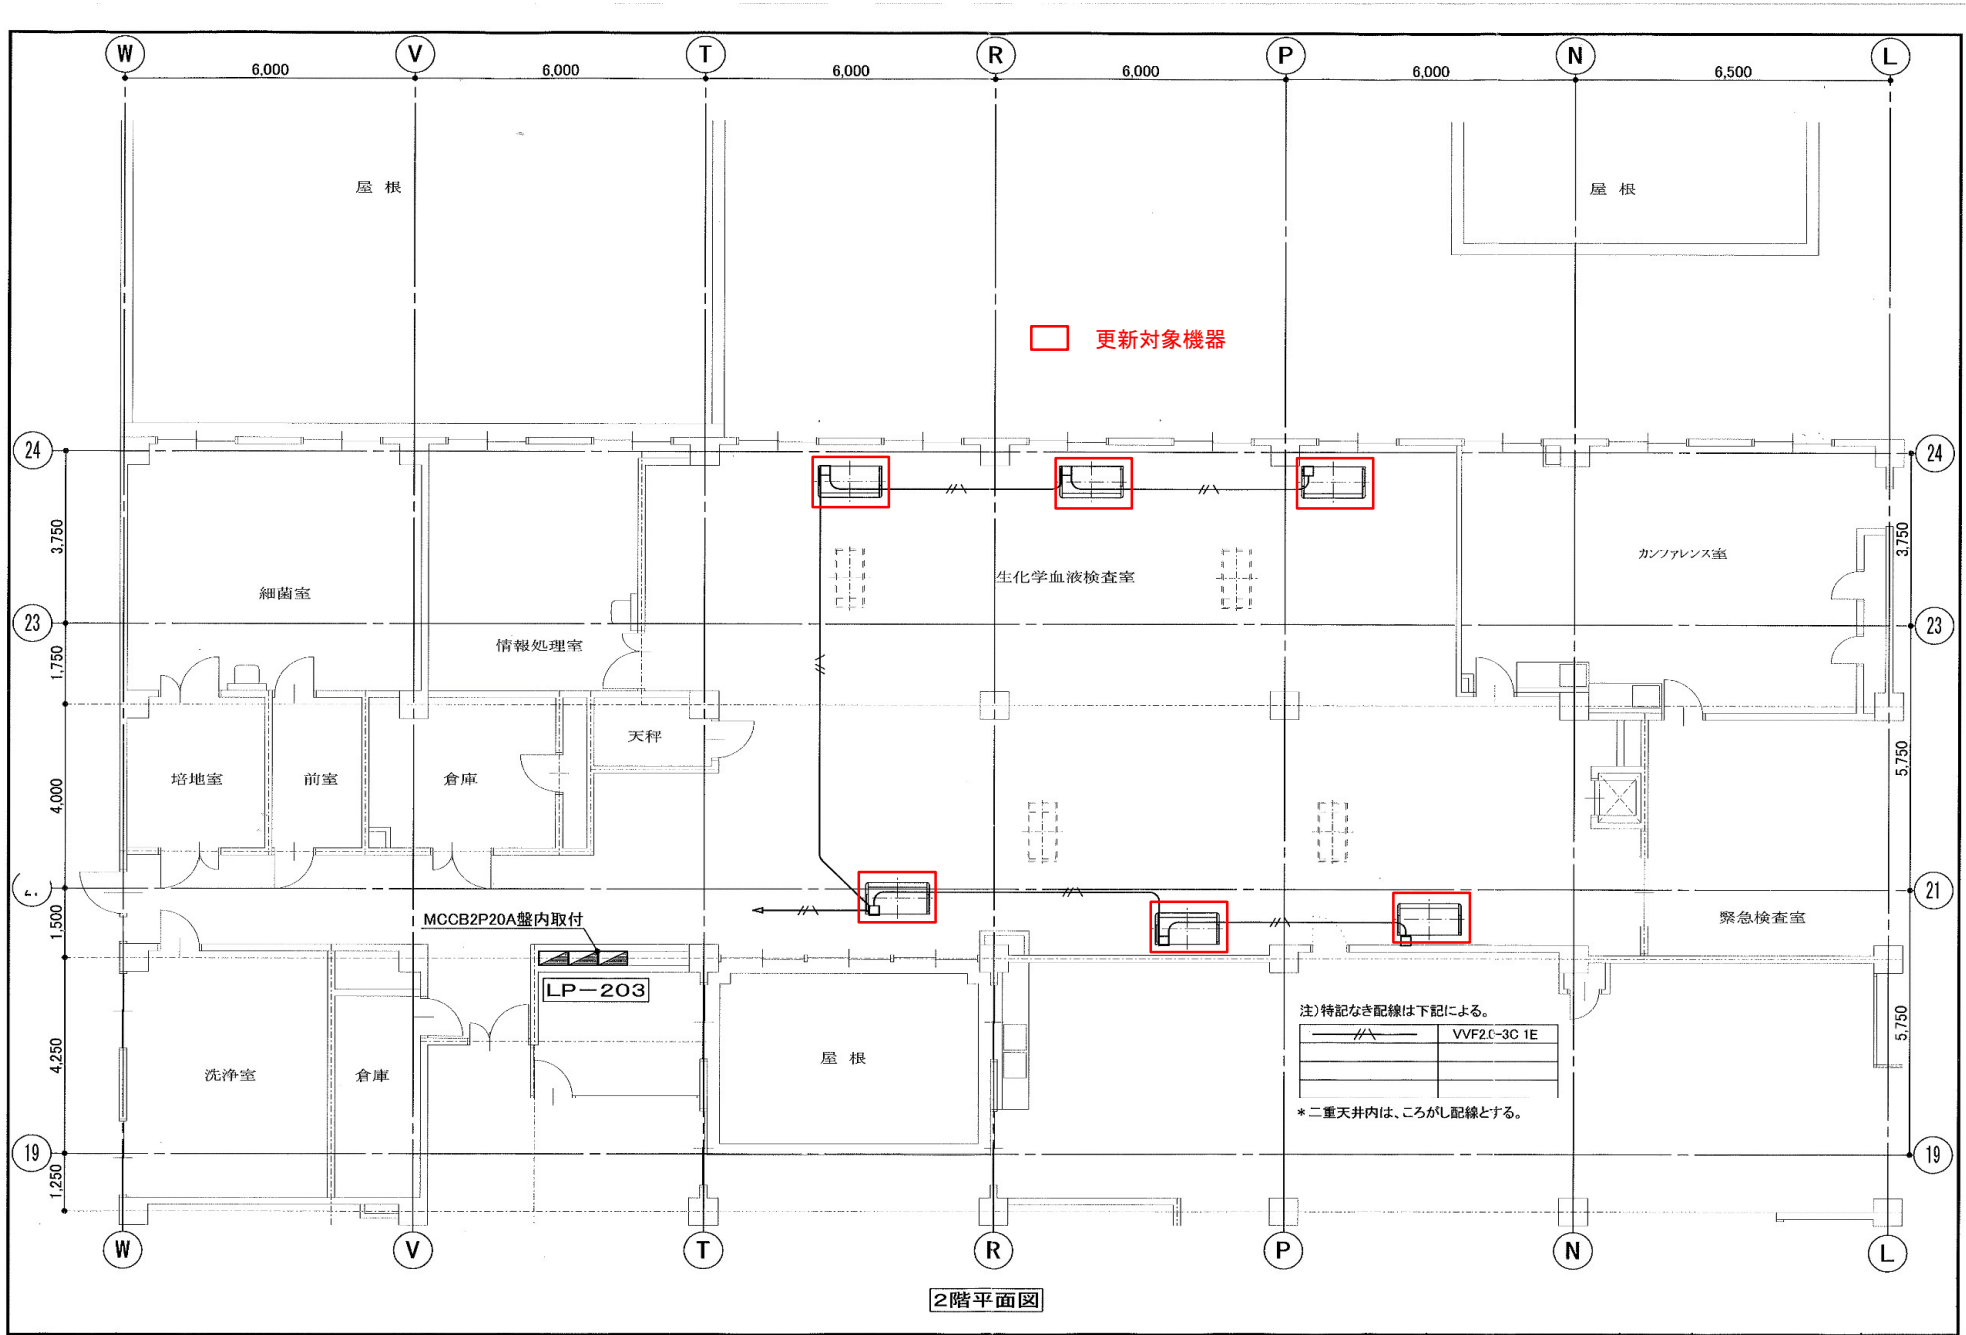 W V T R P N L
6,000 6,000 6,000 6,000 6,000 6,500
屋 根
屋 根
更新対象機器
24
24
3,750
3,750
カンファレンス室
生化学血液検査室
細菌室
23
23
情報処理室
1,750
天秤
培地室
前室
倉庫
4,000
5,750
21
1,500
MCCB2P20A盤内取付
緊急検査室
LP－203
注)特記なき配線は下記による。
VVF2.0-3C 1E
＊二重天井内は、ころがし配線とする。
屋 根
洗浄室
倉庫
4,250
5,750
19
19
1,250
W V T R P N L
2階平面図